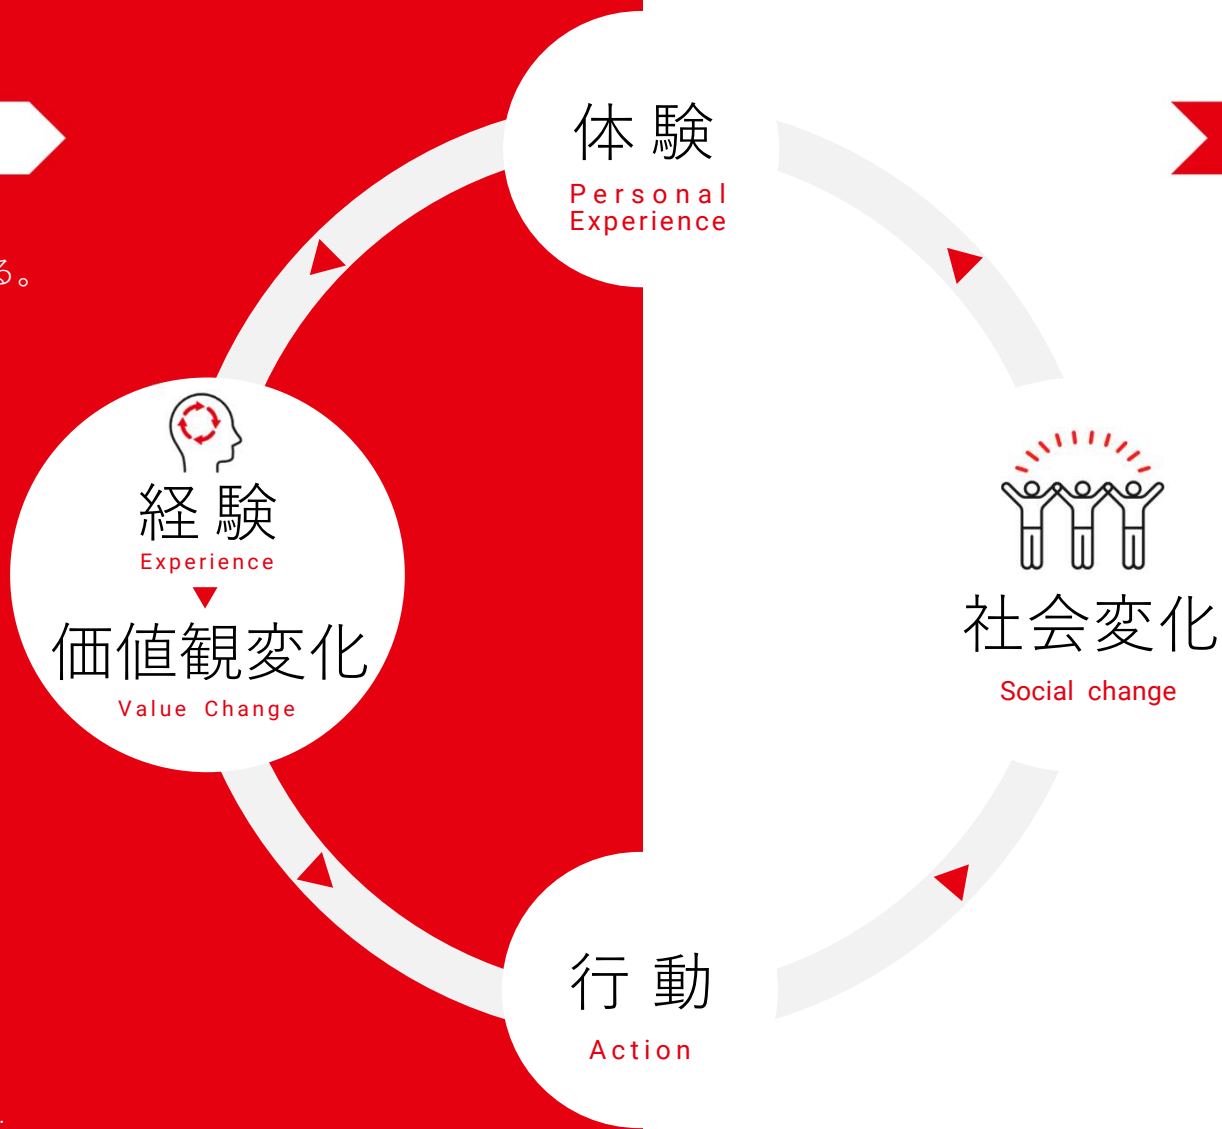 体験
Personal
Experience
る。
経験
Experience
価値観変化
Value Change
社会変化
Social change
行動
Action